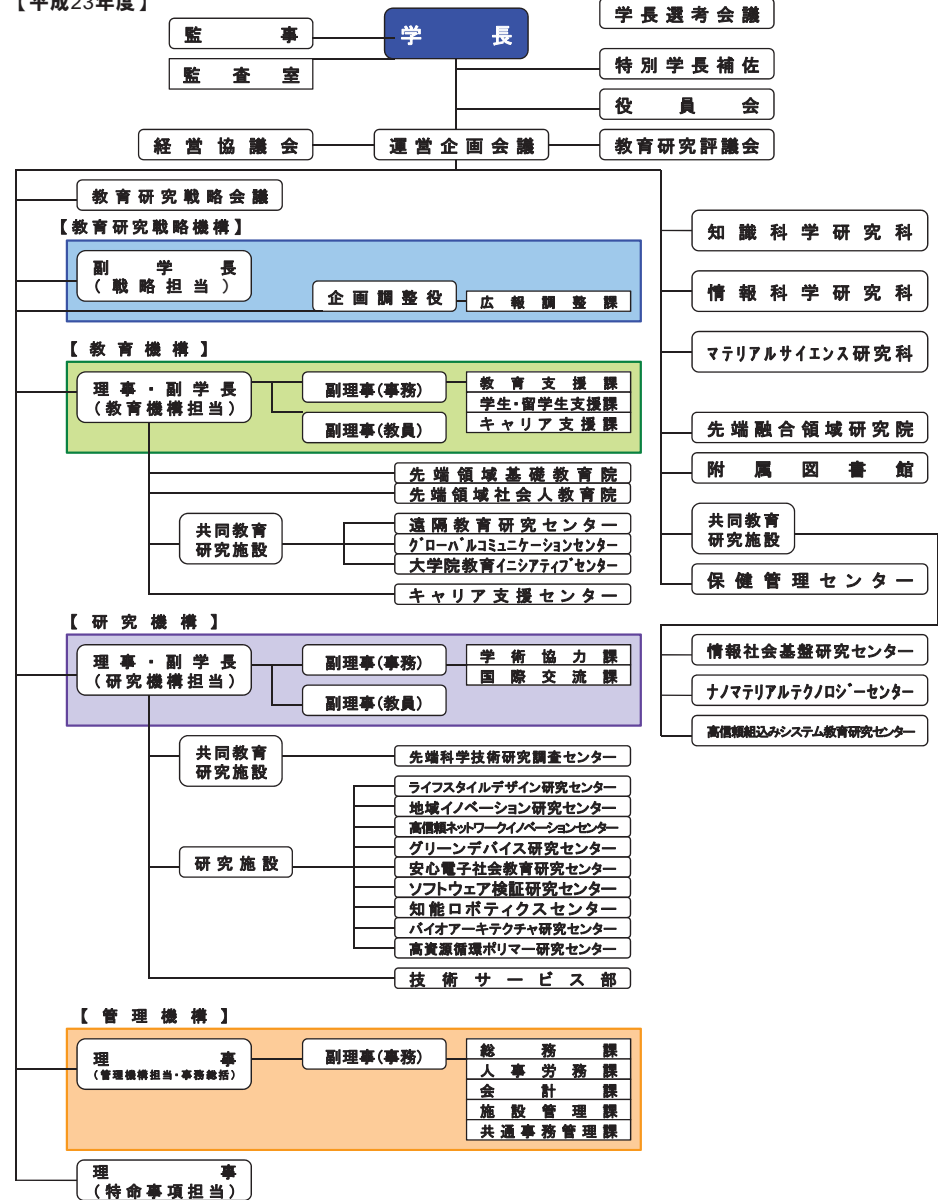 【平成23年度】
学長
監事
監査室
学長選考会議
特別学長補佐
役員会
経営協議会
運営企画会議
教育研究評議会
教育研究戦略会議
【教育研究戦略機構】
副学長
(戦略担当)
企画調整役
広報調整課
【教育機構】
理事・副学長
(教育機構担当)
副理事(事務)
副理事(教員)
教育支援課
学生・留学生支援課
キャリア支援課
先端領域基礎教育院
先端領域社会人教育院
共同教育
研究施設
遠隔教育研究センター
グローバルコミュニケーションセンター
大学院教育イニシアティブセンター
キャリア支援センター
【研究機構】
理事・副学長
(研究機構担当)
副理事(事務)
副理事(教員)
学術協力課
国際交流課
共同教育
研究施設
先端科学技術研究調査センター
研究施設
ライフスタイルデザイン研究センター
地域イノベーション研究センター
高信頼ネットワークイノベーションセンター
グリーンデバイス研究センター
安心電子社会教育研究センター
ソフトウェア検証研究センター
知能ロボティクスセンター
バイオアーキテクチャ研究センター
高資源循環ポリマー研究センター
技術サービス部
【管理機構】
理事
(管理機構担当・事務総括)
副理事(事務)
総務課
人事労務課
会計課
施設管理課
共通事務管理課
理事
(特命事項担当)
知識科学研究科
情報科学研究科
マテリアルサイエンス研究科
先端融合領域研究院
附属図書館
共同教育
研究施設
保健管理センター
情報社会基盤研究センター
ナノマテリアルテクノロジーセンター
高信頼組込みシステム教育研究センター